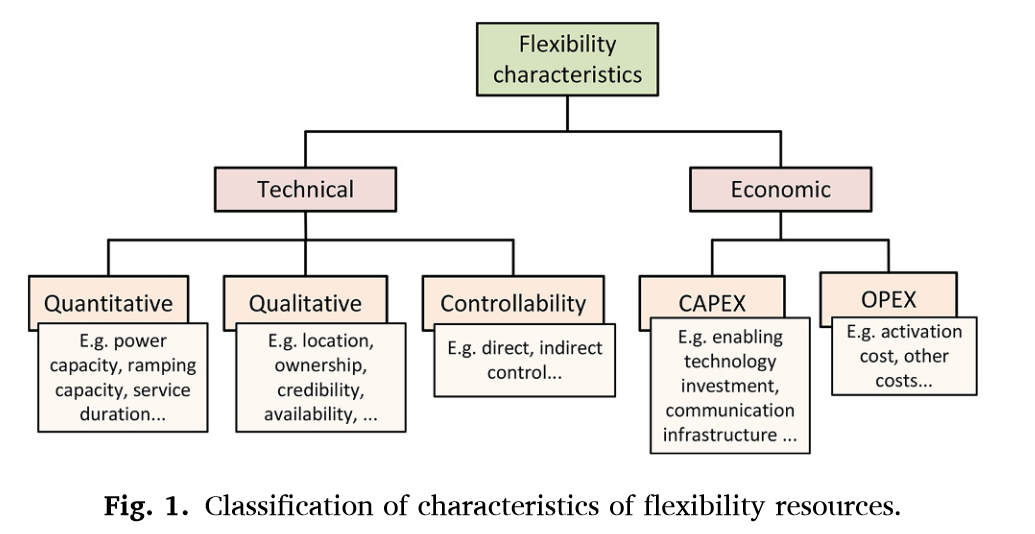 Flexibility
characteristics
Technical
Economic
Quantitative
E.g. power
capacity, ramping
capacity, service
duration...
Qualitative
E.g. location,
ownership,
credibility,
availability, ...
Controllability
E.g. direct, indirect
control...
CAPEX
E.g. enabling
technology
investment,
communication
infrastructure ...
OPEX
E.g. activation
cost, other
costs...
Fig. 1. Classification of characteristics of flexibility resources.